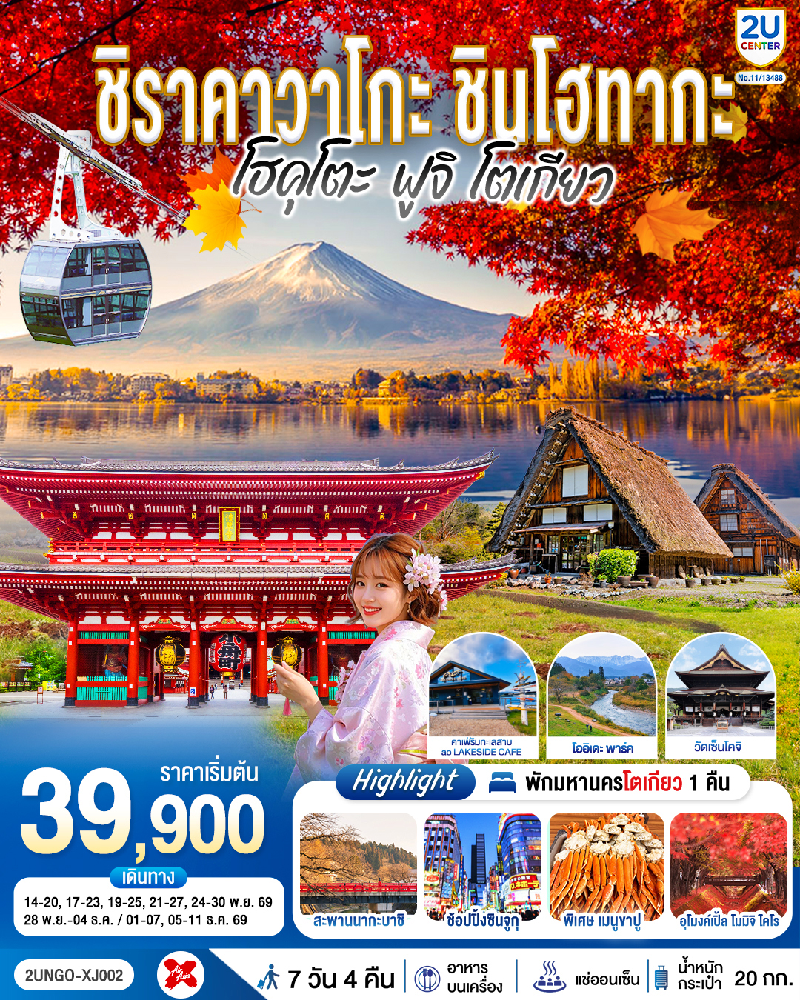 2U
CENTER
No.11/13488
ชิราคาวาโกะ ชินโฮทากะ
โฮคุโตะ ฟูจิ โตเกียว
小舟町
คาเฟ่ริมทะเลสาบ
ao LAKESIDE CAFE
โออิเดะ พาร์ค
วัดเซ็นโคจิ
ราคาเริ่มต้น
39,900
เดินทาง
14-20, 17-23, 19-25, 21-27, 24-30 พ.ย. 69
28 พ.ย.-04 ธ.ค. / 01-07, 05-11 ธ.ค. 69
Highlight
พักมหานครโตเกียว 1 คืน
สะพานนากะบาชิ
ช้อปปิ้งชินจูกุ
พิเศษ เมนูขาปู
อุโมงค์เปิ้ล โมมิจิ ไคโร
2UNGO-XJ002
Air
Asia
7 วัน 4 คืน
อาหาร
บนเครื่อง
แช่ออนเซ็น
น้ำหนัก
กระเป๋า
20 กก.